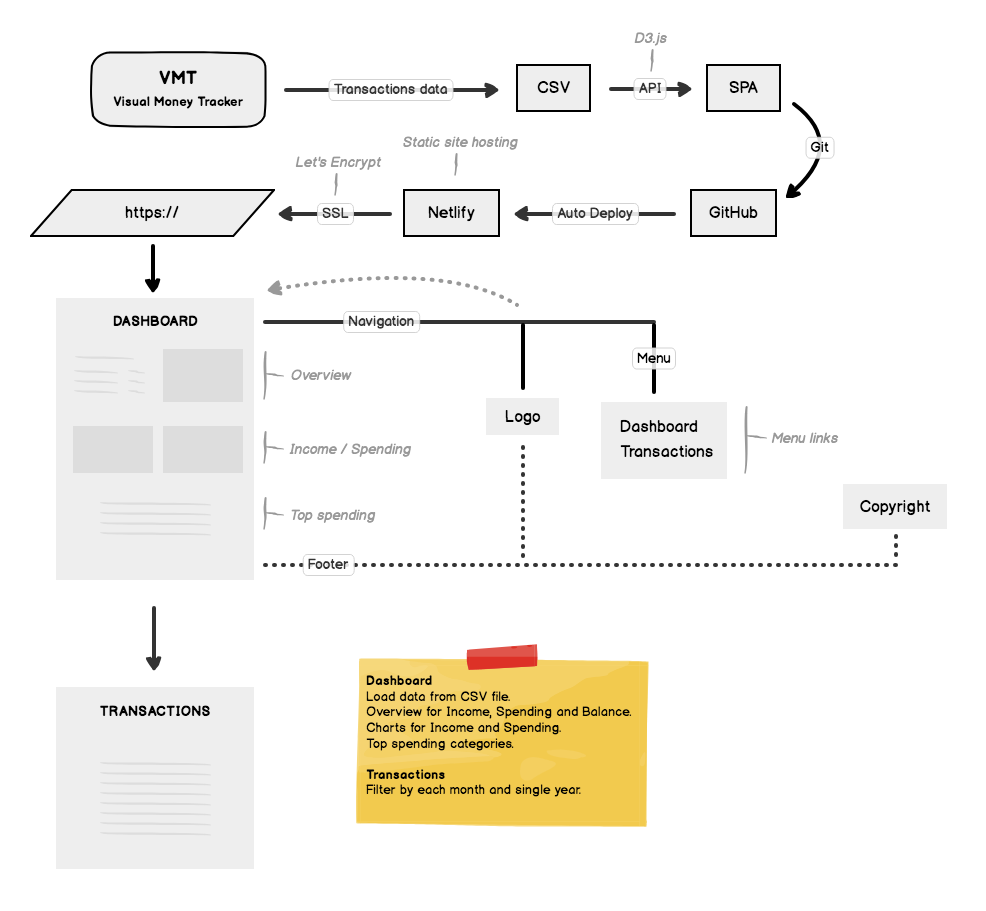 D3.js
VMT
Visual Money Tracker
Transactions data
CSV
API
SPA
Git
Static site hosting
Let's Encrypt
https://
SSL
Netlify
Auto Deploy
GitHub
DASHBOARD
Navigation
Menu
Overview
Logo
Dashboard
Transactions
Menu links
Income / Spending
Top spending
Copyright
Footer
TRANSACTIONS
Dashboard
Load data from CSV file.
Overview for Income, Spending and Balance.
Charts for Income and Spending.
Top spending categories.
Transactions
Filter by each month and single year.